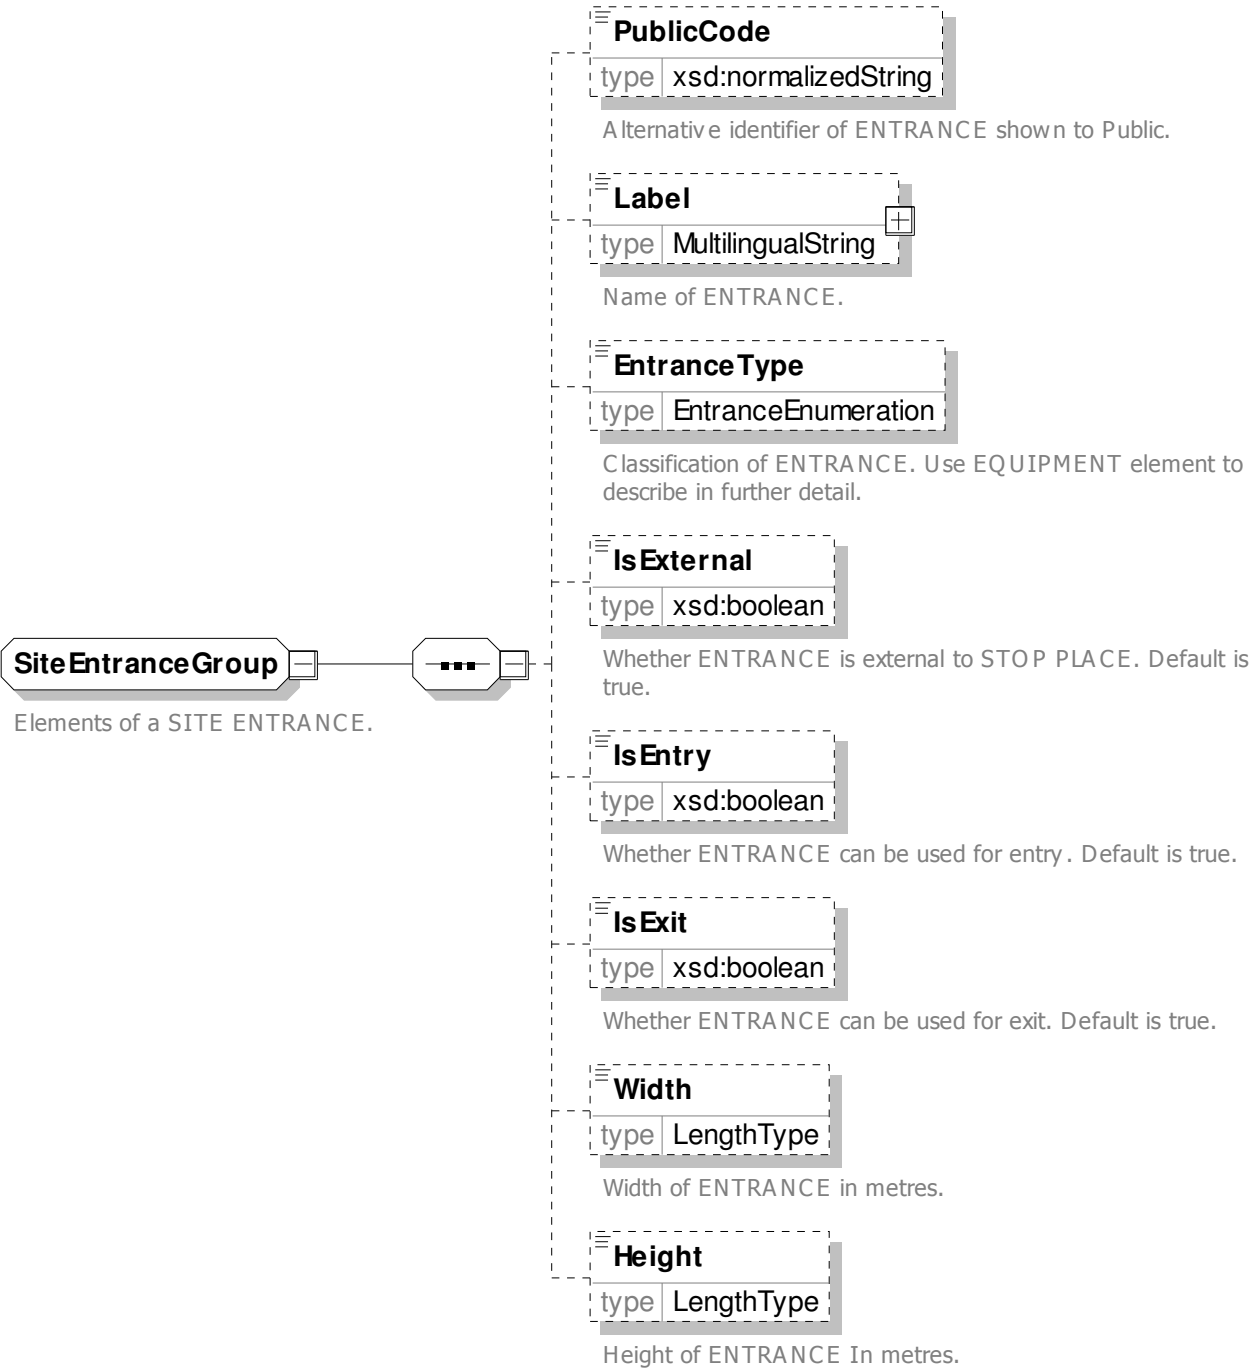 PublicCode
type xsd:normalizedString
Alternative identifier of ENTRANCE shown to Public.
Label
type MultilingualString
Name of ENTRANCE.
EntranceType
type EntranceEnumeration
Classification of ENTRANCE. Use EQUIPMENT element to
describe in further detail.
IsExternal
type xsd:boolean
Whether ENTRANCE is external to STOP PLACE. Default is
true.
SiteEntranceGroup
Elements of a SITE ENTRANCE.
IsEntry
type xsd:boolean
Whether ENTRANCE can be used for entry. Default is true.
IsExit
type xsd:boolean
Whether ENTRANCE can be used for exit. Default is true.
Width
type LengthType
Width of ENTRANCE in metres.
Height
type LengthType
Height of ENTRANCE In metres.